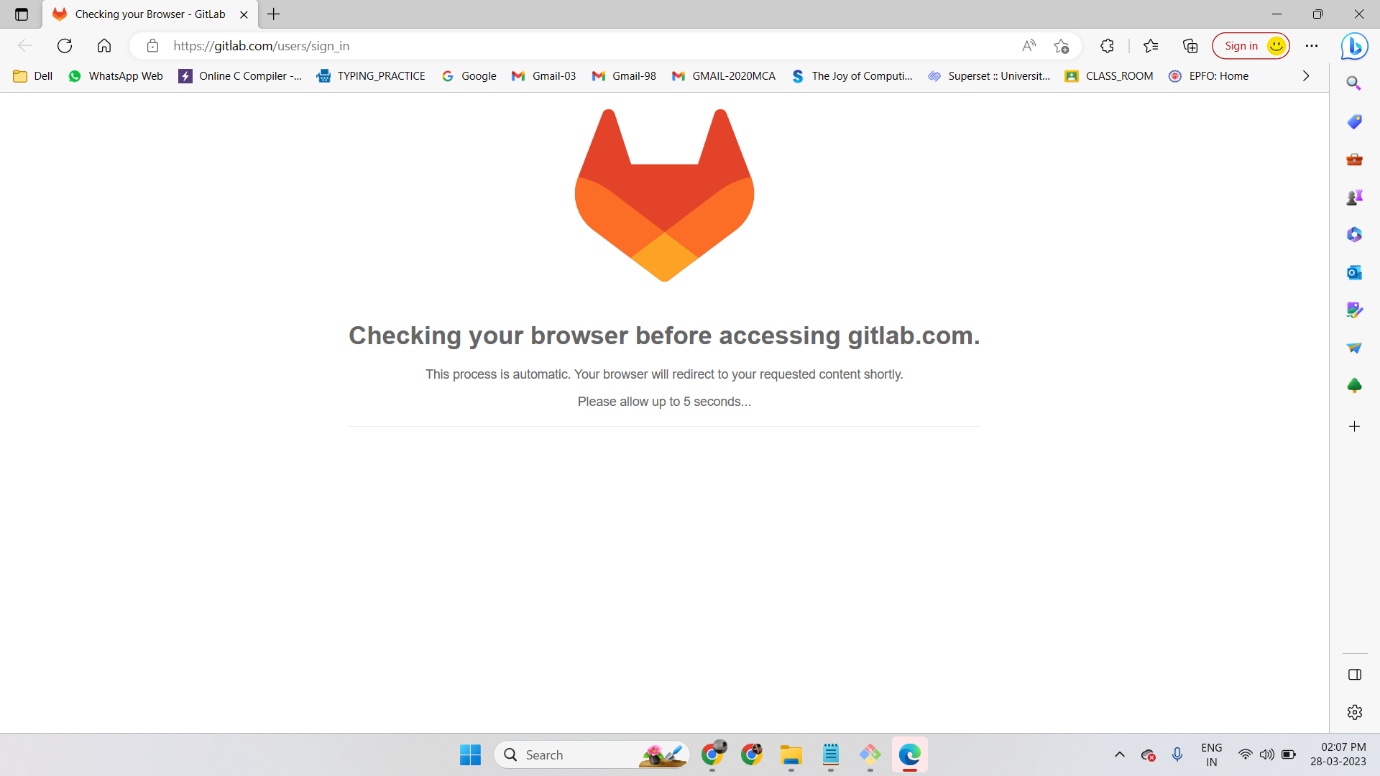 Checking your Browser - GitLab
https://gitlab.com/users/sign_in
Sign in
Dell
WhatsApp Web
Online C Compiler -...
TYPING_PRACTICE
Google
Gmail-03
Gmail-98
GMAIL-2020MCA
The Joy of Computi...
Superset :: Universit...
CLASS_ROOM
EPFO: Home
Checking your browser before accessing gitlab.com.
This process is automatic. Your browser will redirect to your requested content shortly.
Please allow up to 5 seconds...
Search
ENG
IN
02:07 PM
28-03-2023